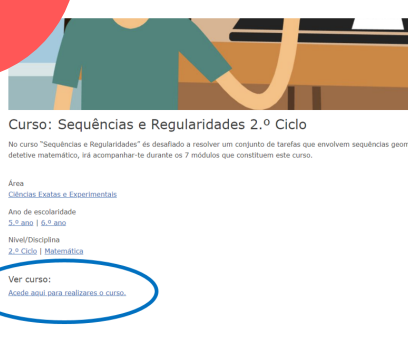 Curso: Sequências e Regularidades 2.º Ciclo
No curso "Sequências e Regularidades" és desafiado a resolver um conjunto de tarefas que envolvem sequências geom
detetive matemático, irá acompanhar-te durante os 7 módulos que constituem este curso.
Área
Ciências Exatas e Experimentais
Ano de escolaridade
5.º ano | 6.º ano
Nível/Disciplina
2.º Ciclo | Matemática
Ver curso:
Acede aqui para realizares o curso.